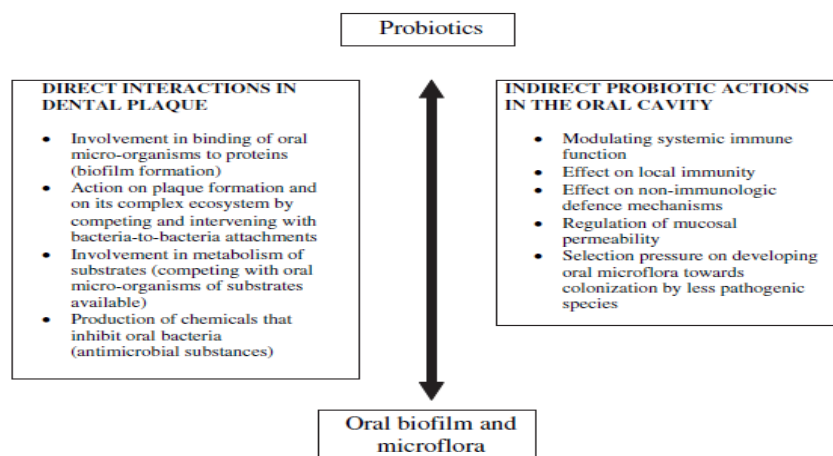 Probiotics
DIRECT INTERACTIONS IN
DENTAL PLAQUE
• Involvement in binding of oral
micro-organisms to proteins
(biofilm formation)
• Action on plaque formation and
on its complex ecosystem by
competing and intervening with
bacteria-to-bacteria attachments
• Involvement in metabolism of
substrates (competing with oral
micro-organisms of substrates
available)
• Production of chemicals that
inhibit oral bacteria
(antimicrobial substances)
INDIRECT PROBIOTIC ACTIONS
IN THE ORAL CAVITY
• Modulating systemic immune
function
• Effect on local immunity
• Effect on non-immunologic
defence mechanisms
• Regulation of mucosal
permeability
• Selection pressure on developing
oral microflora towards
colonization by less pathogenic
species
Oral biofilm and
microflora